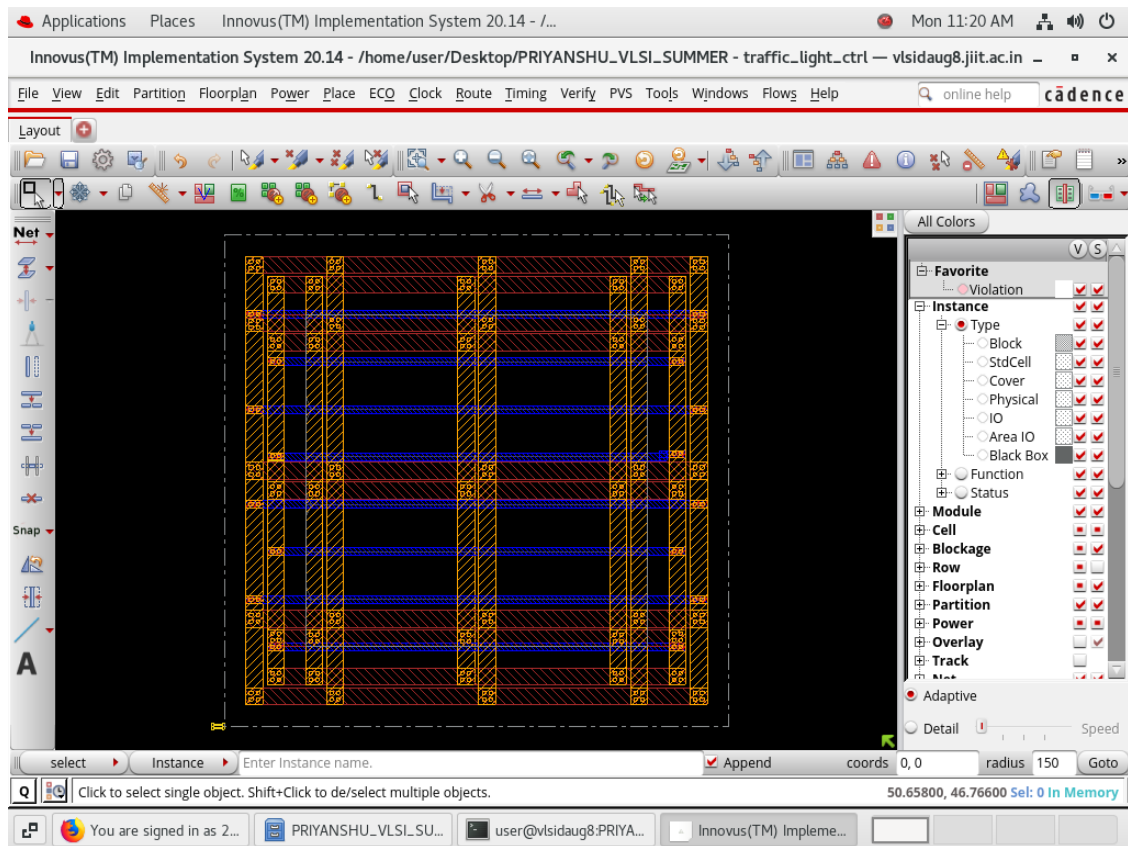 Applications Places Innovus(TM) Implementation System 20.14 - /... Mon 11:20 AM
Innovus(TM) Implementation System 20.14 - /home/user/Desktop/PRIYANSHU_VLSI_SUMMER - traffic_light_ctrl — vlsidaug8.jiit.ac.in
File View Edit Partition Floorplan Power Place ECO Clock Route Timing Verify PVS Tools Windows Flows Help online help cādence
Layout
»
All Colors
Net
V S
Favorite
Violation
Instance
Type
Block
StdCell
Cover
Physical
IO
Area IO
Black Box
Function
Status
Snap
Module
Cell
Blockage
Row
Floorplan
Partition
Power
Overlay
A
Track
Net
Adaptive
Detail Speed
select Instance Enter Instance name. Append coords 0, 0 radius 150 Goto
Q Click to select single object. Shift+Click to de/select multiple objects. 50.65800, 46.76600 Sel: 0 In Memory
You are signed in as 2... PRIYANSHU_VLSI_SU... user@vlsidaug8:PRIYA... Innovus(TM) Impleme...